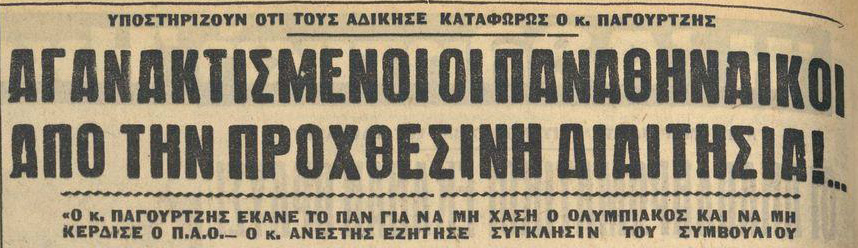 ΥΠΟΣΤΗΡΙΖΟΥΝ ΟΤΙ ΤΟΥΣ ΑΔΙΚΗΣΕ ΚΑΤΑΦΩΡΩΣ Ο κ. ΠΑΓΟΥΡΤΖΗΣ
ΑΓΑΝΑΚΤΙΣΜΕΝΟΙ ΟΙ ΠΑΝΑΘΗΝΑΙΚΟΙ
ΑΠΟ ΤΗΝ ΠΡΟΧΘΕΣΙΝΗ ΔΙΑΙΤΗΣΙΑ!...
«Ο κ. ΠΑΓΟΥΡΤΖΗΣ ΕΚΑΝΕ ΤΟ ΠΑΝ ΓΙΑ ΝΑ ΜΗ ΧΑΣΗ Ο ΟΛΥΜΠΙΑΚΟΣ ΚΑΙ ΝΑ ΜΗ
ΚΕΡΔΙΣΕ Ο Π.Α.Ο.— Ο κ. ΑΝΕΣΤΗΣ ΕΖΗΤΗΣΕ ΣΥΓΚΛΗΣΙΝ ΤΟΥ ΣΥΜΒΟΥΛΙΟΥ